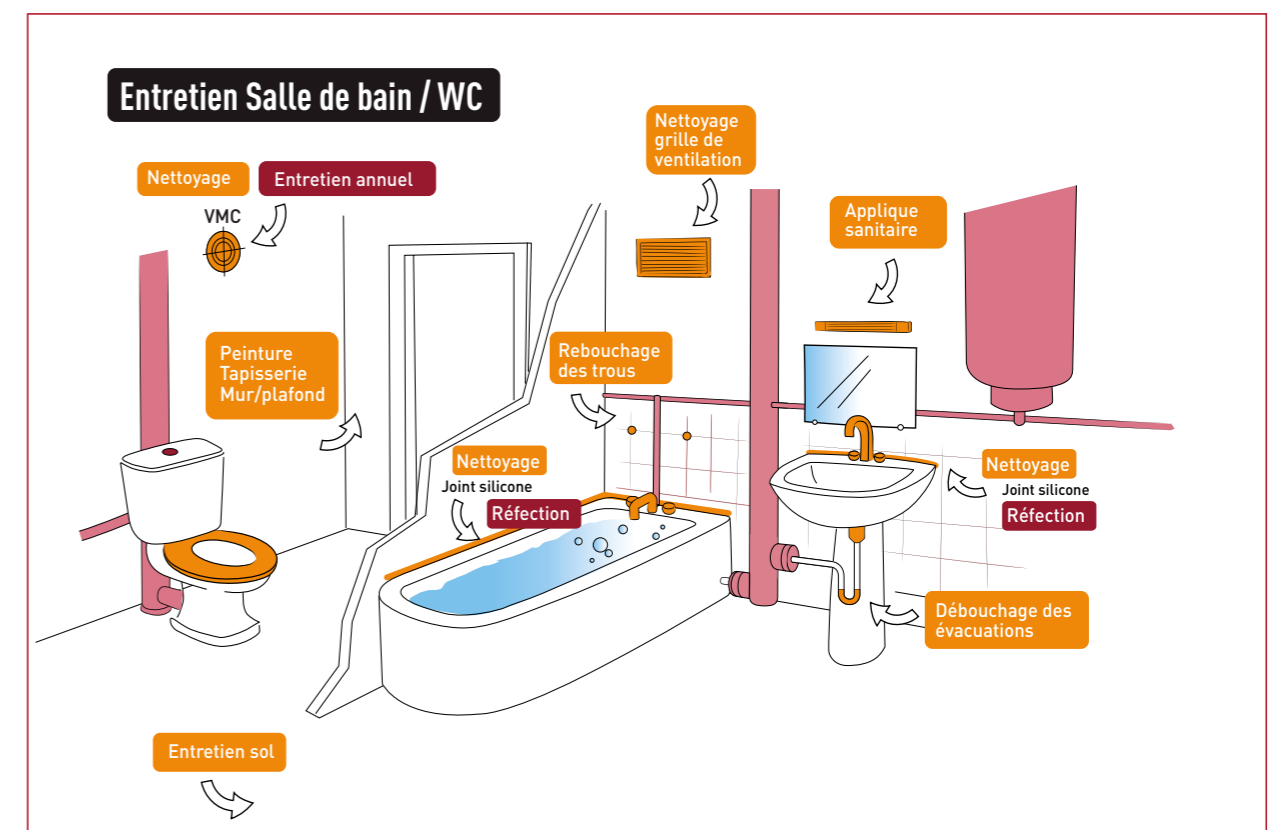 Entretien Salle de bain / WC
Nettoyage
Entretien annuel
VMC
Nettoyage
grille de
ventilation
Applique
sanitaire
Peinture
Tapisserie
Mur/plafond
Rebouchage
des trous
Nettoyage
Joint silicone
Réfection
Nettoyage
Joint silicone
Réfection
Débouchage des
évacuations
Entretien sol